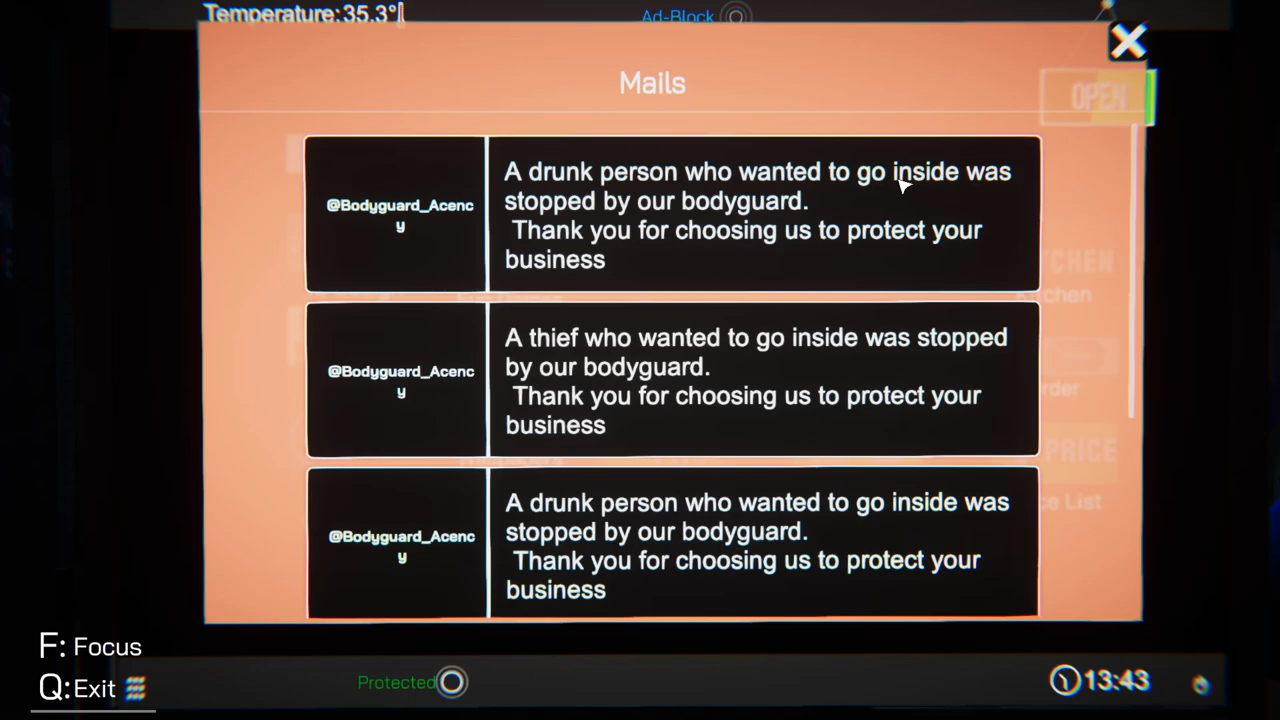 Temperature:35.3°
Ad-Block
Mails
OPEN
@Bodyguard_Acenc
y
A drunk person who wanted to go inside was
stopped by our bodyguard.
Thank you for choosing us to protect your
business
@Bodyguard_Acenc
y
A thief who wanted to go inside was stopped
by our bodyguard.
Thank you for choosing us to protect your
business
@Bodyguard_Acenc
y
A drunk person who wanted to go inside was
stopped by our bodyguard.
Thank you for choosing us to protect your
business
PRICE
List
F: Focus
Q:Exit
Protected
13:43